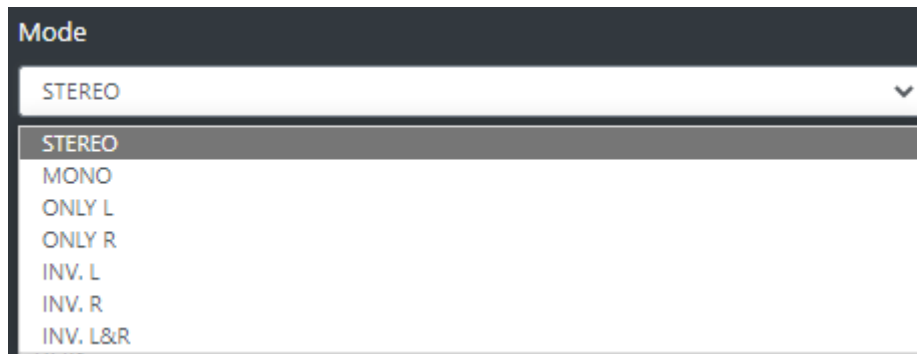 Mode
STEREO
STEREO
MONO
ONLY L
ONLY R
INV. L
INV. R
INV. L&R